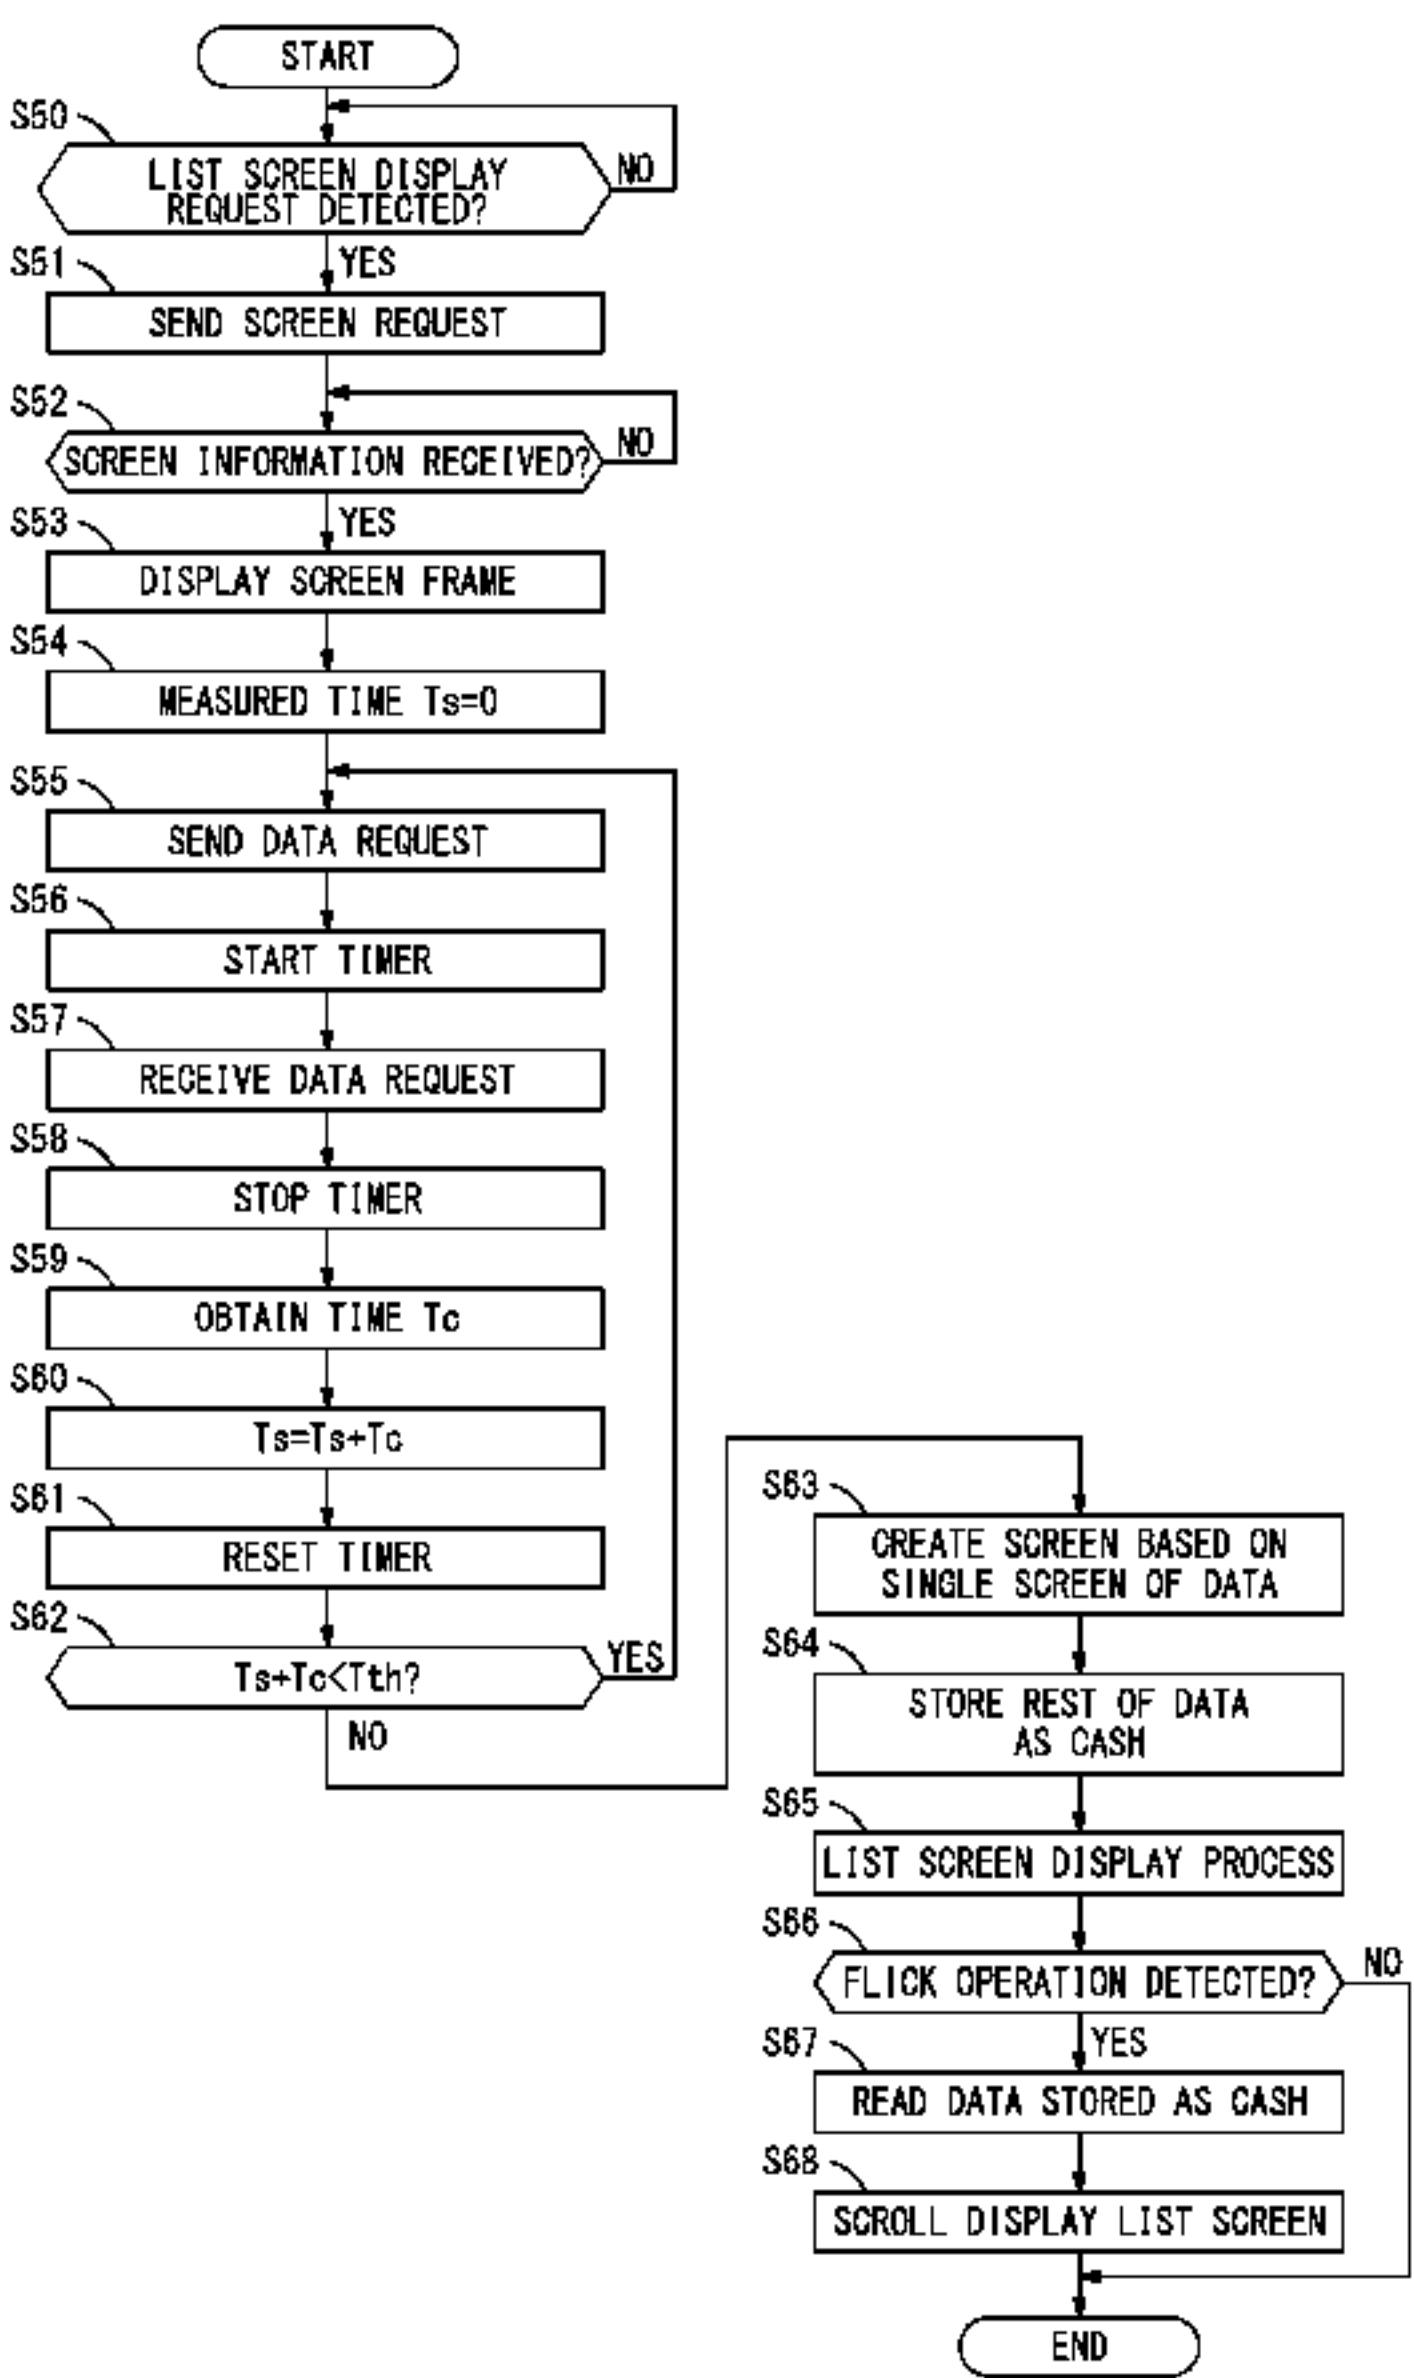 START
S50
LIST SCREEN DISPLAY
REQUEST DETECTED?
NO
YES
S51
SEND SCREEN REQUEST
S52
SCREEN INFORMATION RECEIVED?
NO
YES
S53
DISPLAY SCREEN FRAME
S54
MEASURED TIME Ts=0
S55
SEND DATA REQUEST
S56
START TIMER
S57
RECEIVE DATA REQUEST
S58
STOP TIMER
S59
OBTAIN TIME Tc
S60
Ts=Ts+Tc
S61
RESET TIMER
S62
Ts+Tc<Tth?
YES
NO
S63
CREATE SCREEN BASED ON
SINGLE SCREEN OF DATA
S64
STORE REST OF DATA
AS CASH
S65
LIST SCREEN DISPLAY PROCESS
S66
FLICK OPERATION DETECTED?
NO
YES
S67
READ DATA STORED AS CASH
S68
SCROLL DISPLAY LIST SCREEN
END